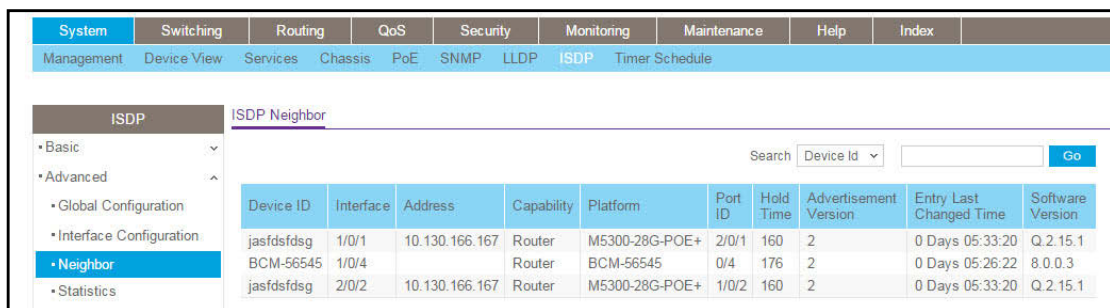 System Switching Routing QoS Security Monitoring Maintenance Help Index
Management Device View Services Chassis PoE SNMP LLDP ISDP Timer Schedule
ISDP
Basic
Advanced
Global Configuration
Interface Configuration
Neighbor
Statistics
ISDP Neighbor
Search Device Id Go
Device ID Interface Address Capability Platform Port ID Hold Time Advertisement Version Entry Last Changed Time Software Version
jasfdsfdsg 1/0/1 10.130.166.167 Router M5300-28G-POE+ 2/0/1 160 2 0 Days 05:33:20 Q.2.15.1
BCM-56545 1/0/4 Router BCM-56545 0/4 176 2 0 Days 05:26:22 8.0.0.3
jasfdsfdsg 2/0/2 10.130.166.167 Router M5300-28G-POE+ 1/0/2 160 2 0 Days 05:33:20 Q.2.15.1